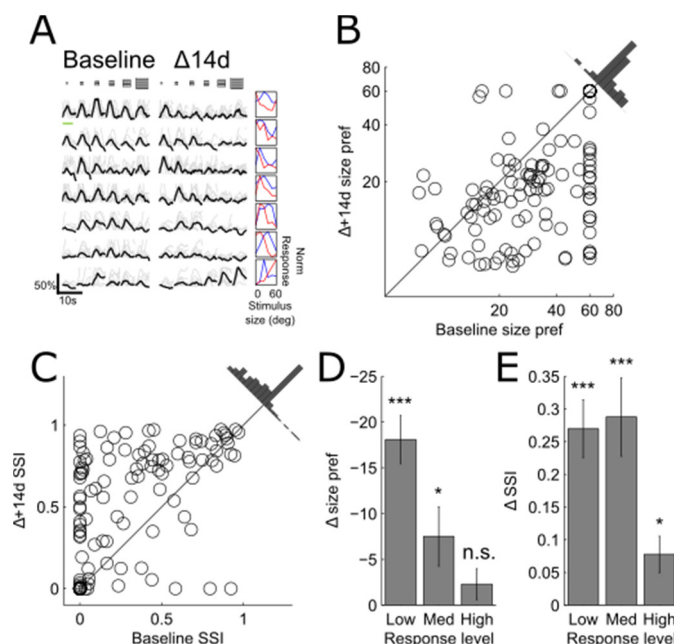 A
Baseline Δ14d
50%
10s
Norm
Response
0 60
Stimulus
size (deg)
B
Δ+14d size pref
80
60
40
20
20 40 60 80
Baseline size pref
C
Δ+14d SSI
1
0.5
0
0 0.5 1
Baseline SSI
D
Δ size pref
−25
−20
−15
−10
−5
0
***
*
n.s.
Low Med High
Response level
E
Δ SSI
0.35
0.3
0.25
0.2
0.15
0.1
0.05
0
*** ***
*
Low Med High
Response level